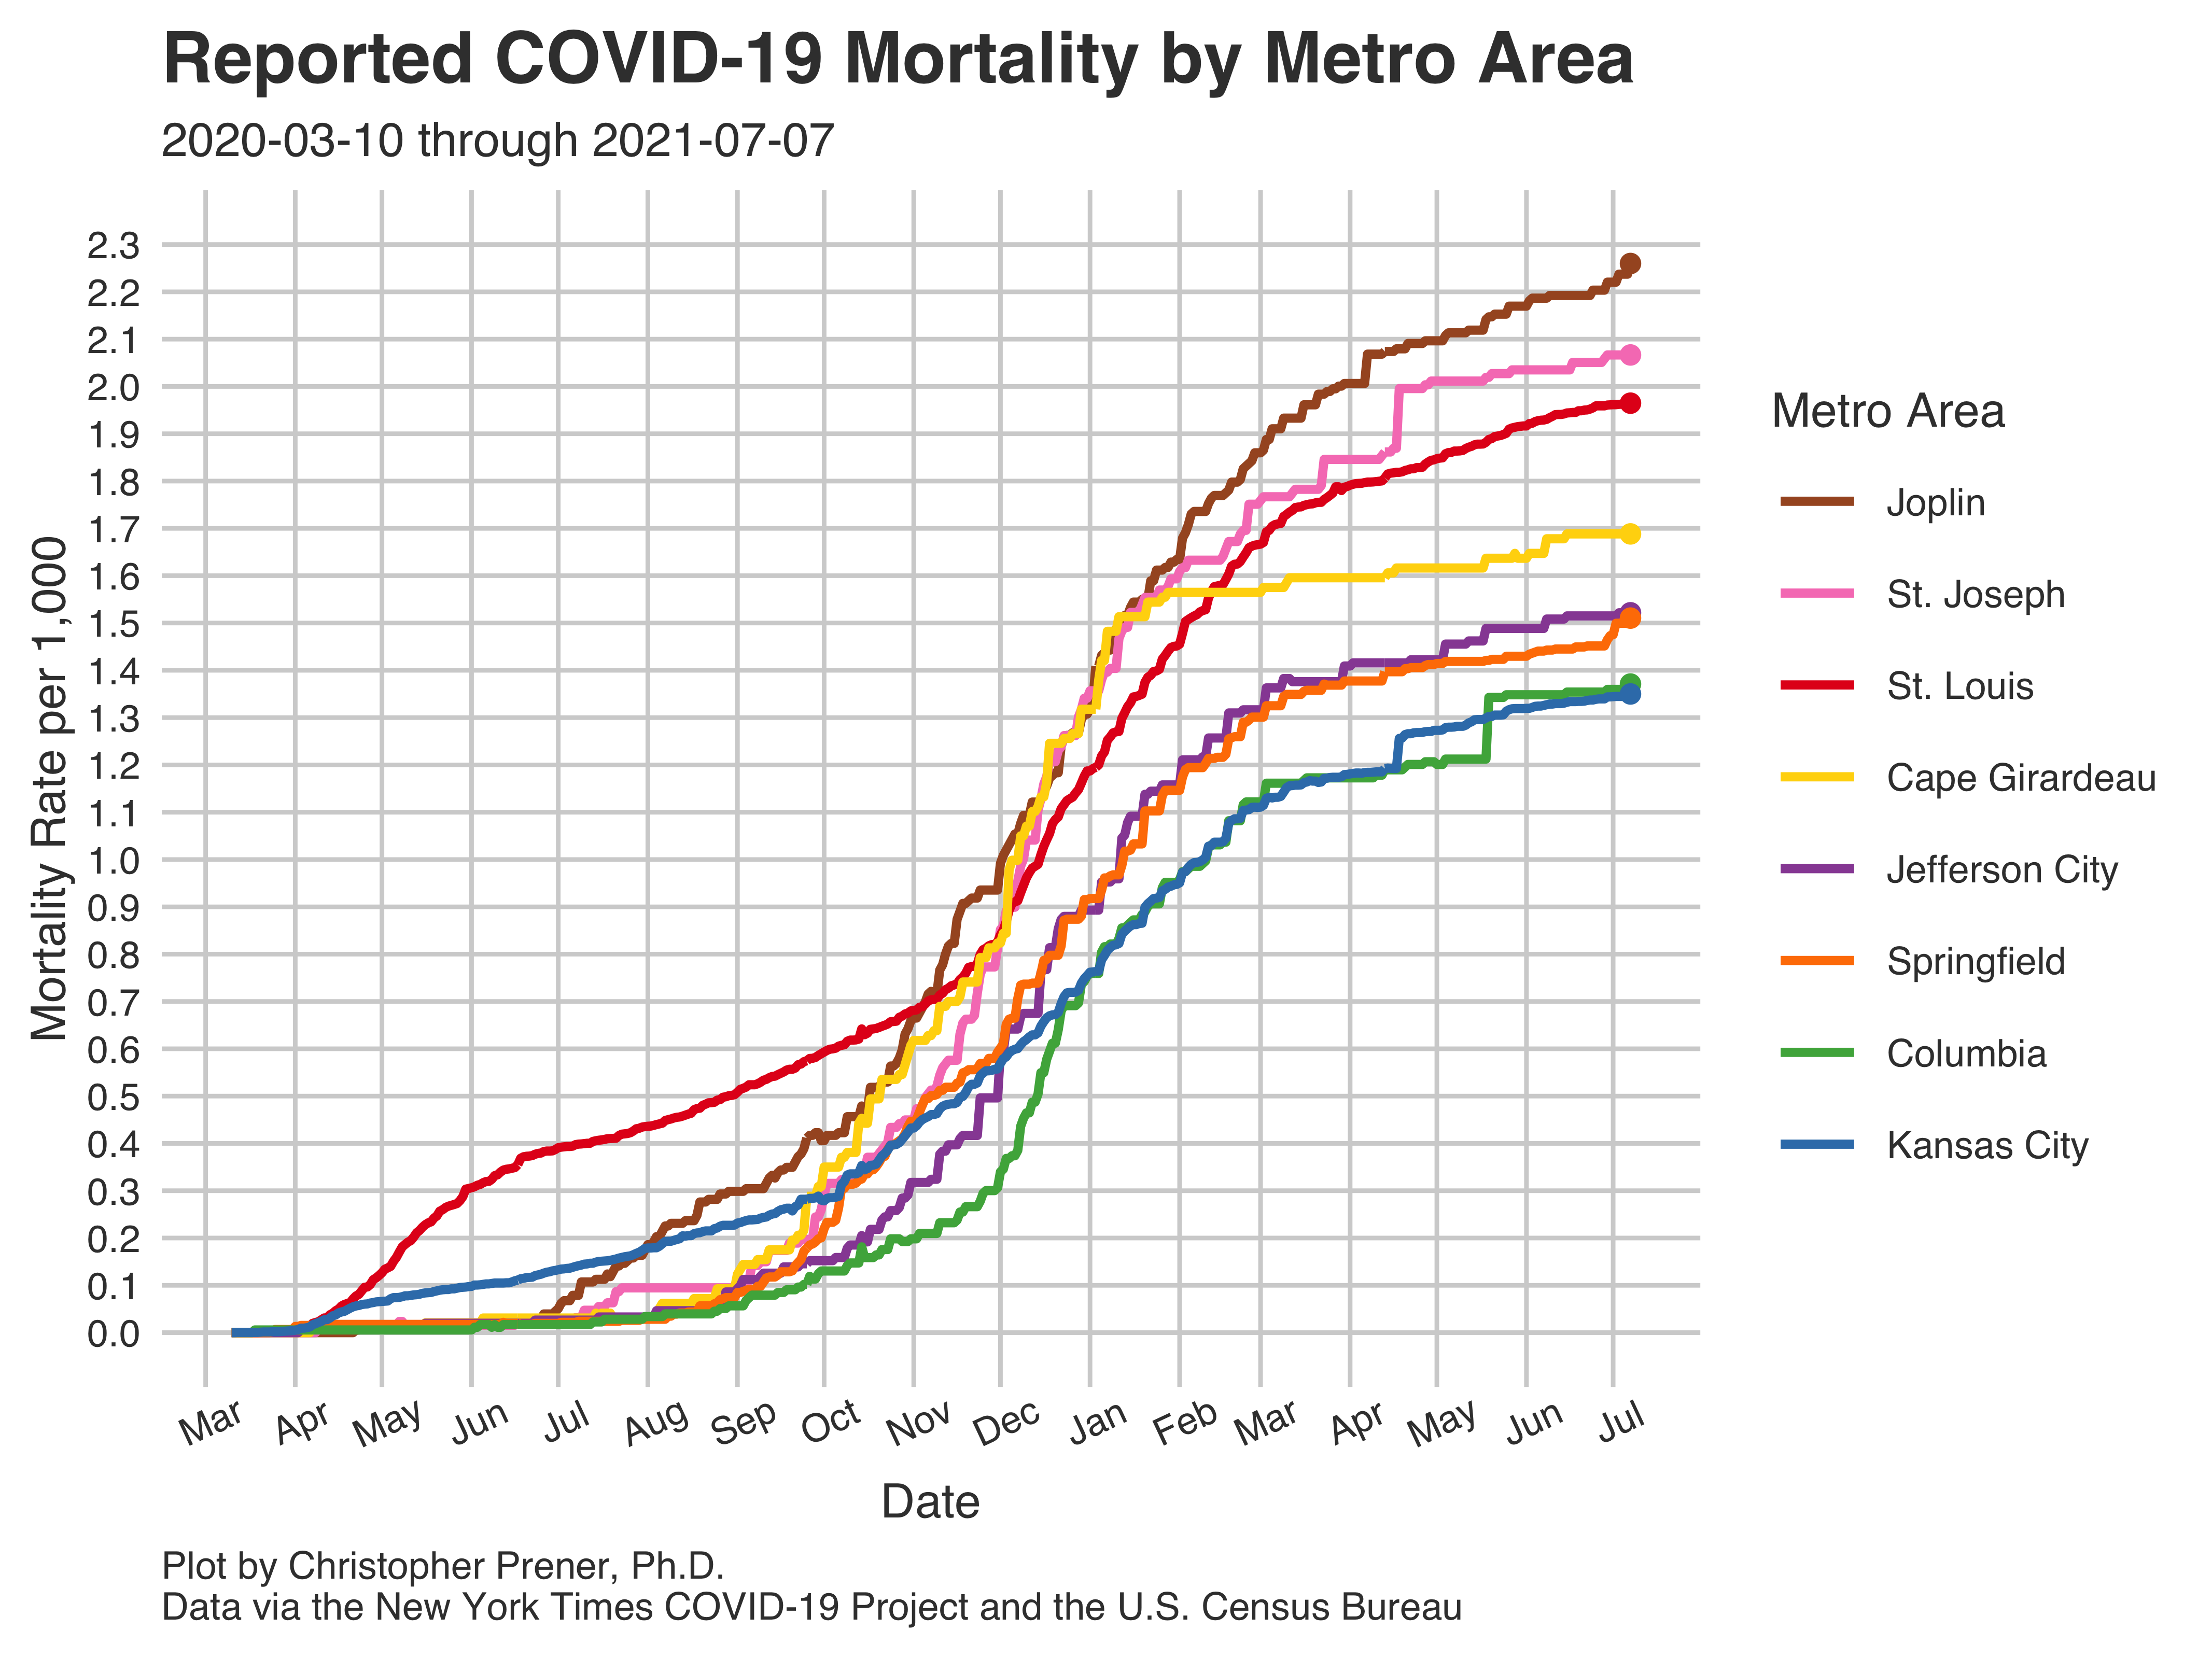 Reported COVID-19 Mortality by Metro Area
2020-03-10 through 2021-07-07
Mortality Rate per 1,000
2.3
2.2
2.1
2.0
1.9
1.8
1.7
1.6
1.5
1.4
1.3
1.2
1.1
1.0
0.9
0.8
0.7
0.6
0.5
0.4
0.3
0.2
0.1
0.0
Mar Apr May Jun Jul Aug Sep Oct Nov Dec Jan Feb Mar Apr May Jun Jul
Date
Metro Area
Joplin
St. Joseph
St. Louis
Cape Girardeau
Jefferson City
Springfield
Columbia
Kansas City
Plot by Christopher Prener, Ph.D.
Data via the New York Times COVID-19 Project and the U.S. Census Bureau